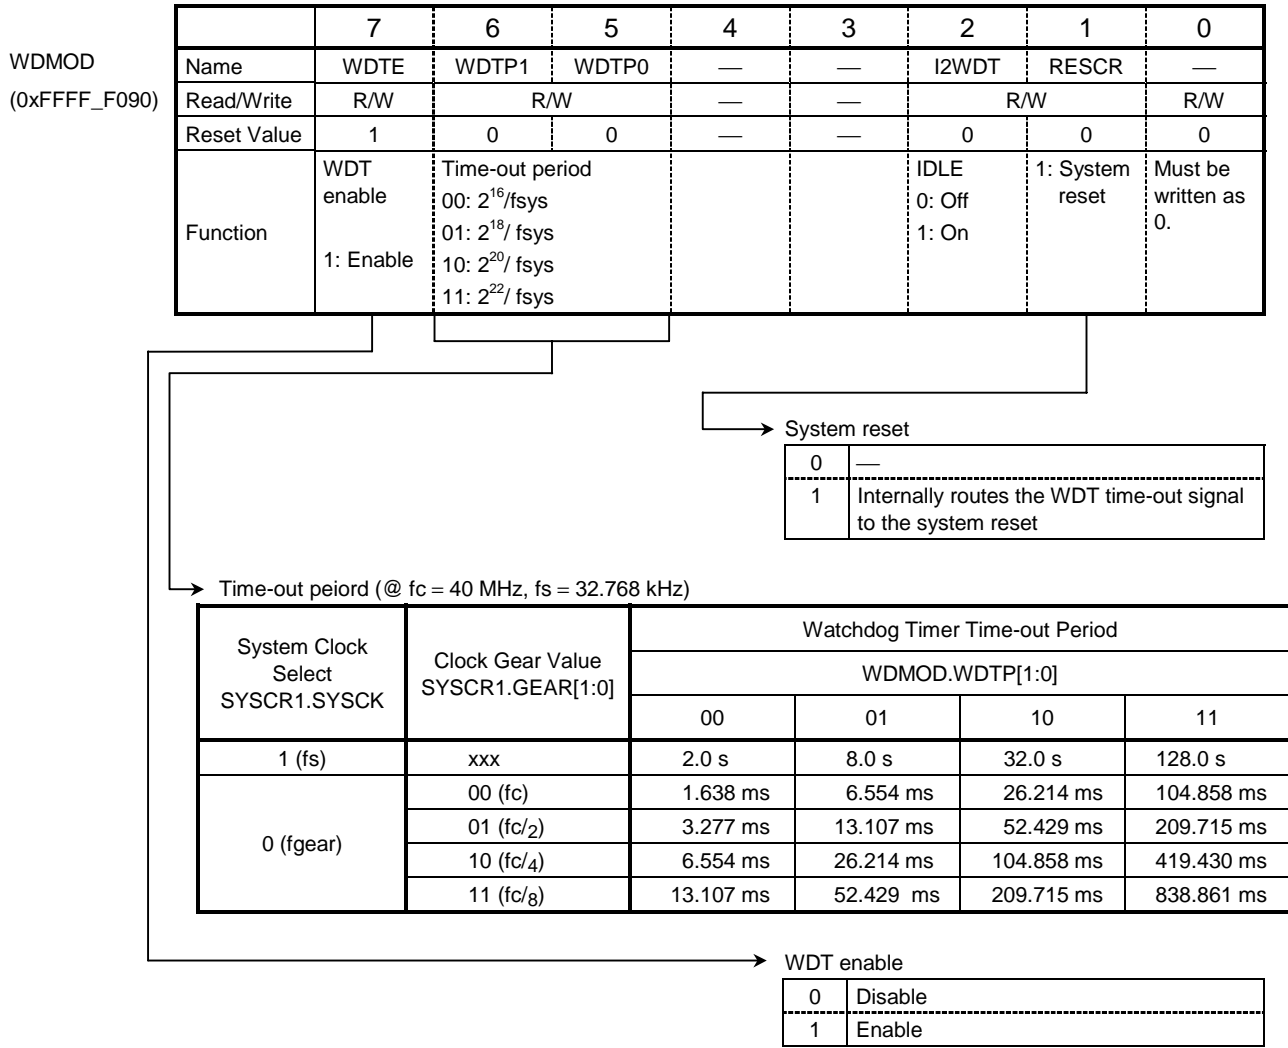 7 6 5 4 3 2 1 0
WDMOD
(0xFFFF_F090)
Name WDTE WDTP1 WDTP0 — — I2WDT RESCR —
Read/Write R/W R/W — — R/W R/W
Reset Value 1 0 0 — — 0 0 0
Function
WDT
enable
1: Enable
Time-out period
00: 2^16/fsys
01: 2^18/ fsys
10: 2^20/ fsys
11: 2^22/ fsys
IDLE
0: Off
1: On
1: System
reset
Must be
written as
0.
System reset
0 —
1 Internally routes the WDT time-out signal
to the system reset
Time-out peiord (@ fc = 40 MHz, fs = 32.768 kHz)
System Clock
Select
SYSCR1.SYSCK
Clock Gear Value
SYSCR1.GEAR[1:0]
Watchdog Timer Time-out Period
WDMOD.WDTP[1:0]
00 01 10 11
1 (fs) xxx 2.0 s 8.0 s 32.0 s 128.0 s
0 (fgear)
00 (fc) 1.638 ms 6.554 ms 26.214 ms 104.858 ms
01 (fc/2) 3.277 ms 13.107 ms 52.429 ms 209.715 ms
10 (fc/4) 6.554 ms 26.214 ms 104.858 ms 419.430 ms
11 (fc/8) 13.107 ms 52.429 ms 209.715 ms 838.861 ms
WDT enable
0 Disable
1 Enable